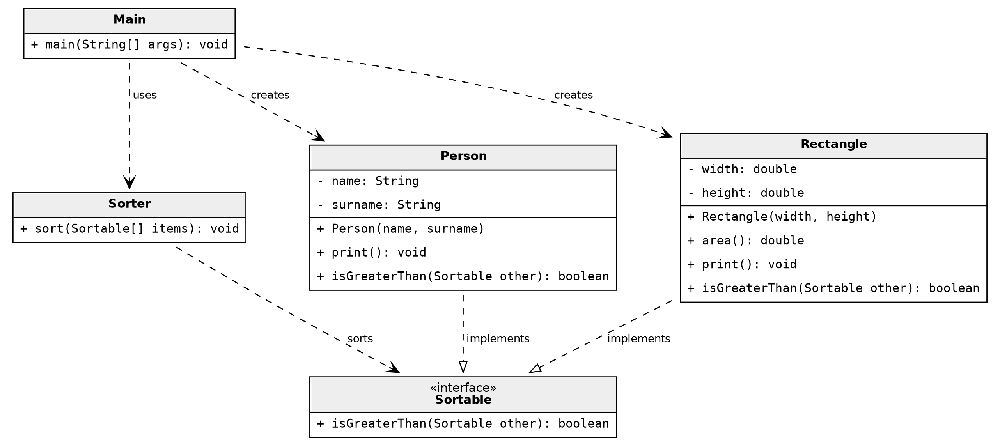 Main
+ main(String[] args): void
uses
creates
creates
Sorter
+ sort(Sortable[] items): void
Person
- name: String
- surname: String
+ Person(name, surname)
+ print(): void
+ isGreaterThan(Sortable other): boolean
Rectangle
- width: double
- height: double
+ Rectangle(width, height)
+ area(): double
+ print(): void
+ isGreaterThan(Sortable other): boolean
sorts
implements
implements
«interface»
Sortable
+ isGreaterThan(Sortable other): boolean